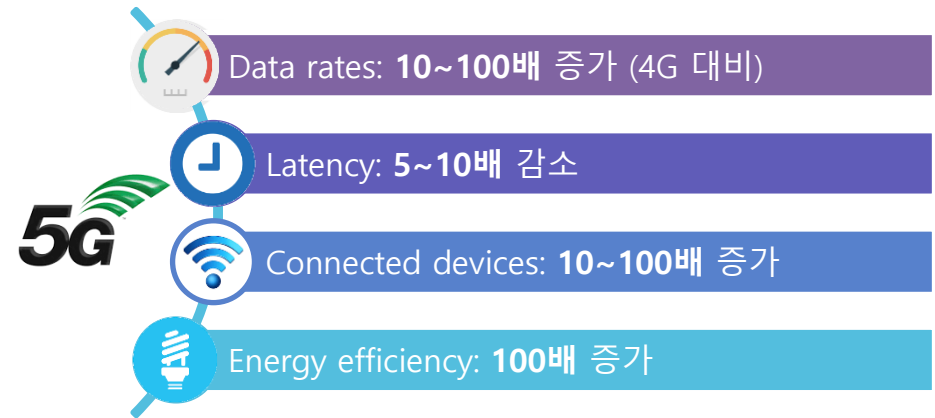 Data rates: 10~100배 증가 (4G 대비)
Latency: 5~10배 감소
5G
Connected devices: 10~100배 증가
Energy efficiency: 100배 증가